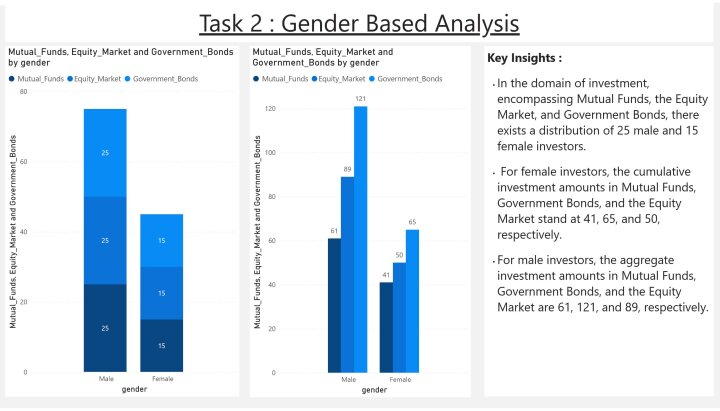 Task 2 : Gender Based Analysis
Mutual_Funds, Equity_Market and Government_Bonds
by gender
Mutual_Funds Equity_Market Government_Bonds
Mutual_Funds, Equity_Market and Government_Bonds
80
60
40
20
0
25
25
25
15
15
15
Male Female
gender
Mutual_Funds, Equity_Market and
Government_Bonds by gender
Mutual_Funds Equity_Market Government_Bonds
Mutual_Funds, Equity_Market and Government_Bonds
120
100
80
60
40
20
0
61
89
121
41
50
65
Male Female
gender
Key Insights :
• In the domain of investment,
encompassing Mutual Funds, the Equity
Market, and Government Bonds, there
exists a distribution of 25 male and 15
female investors.
• For female investors, the cumulative
investment amounts in Mutual Funds,
Government Bonds, and the Equity
Market stand at 41, 65, and 50,
respectively.
• For male investors, the aggregate
investment amounts in Mutual Funds,
Government Bonds, and the Equity
Market are 61, 121, and 89, respectively.